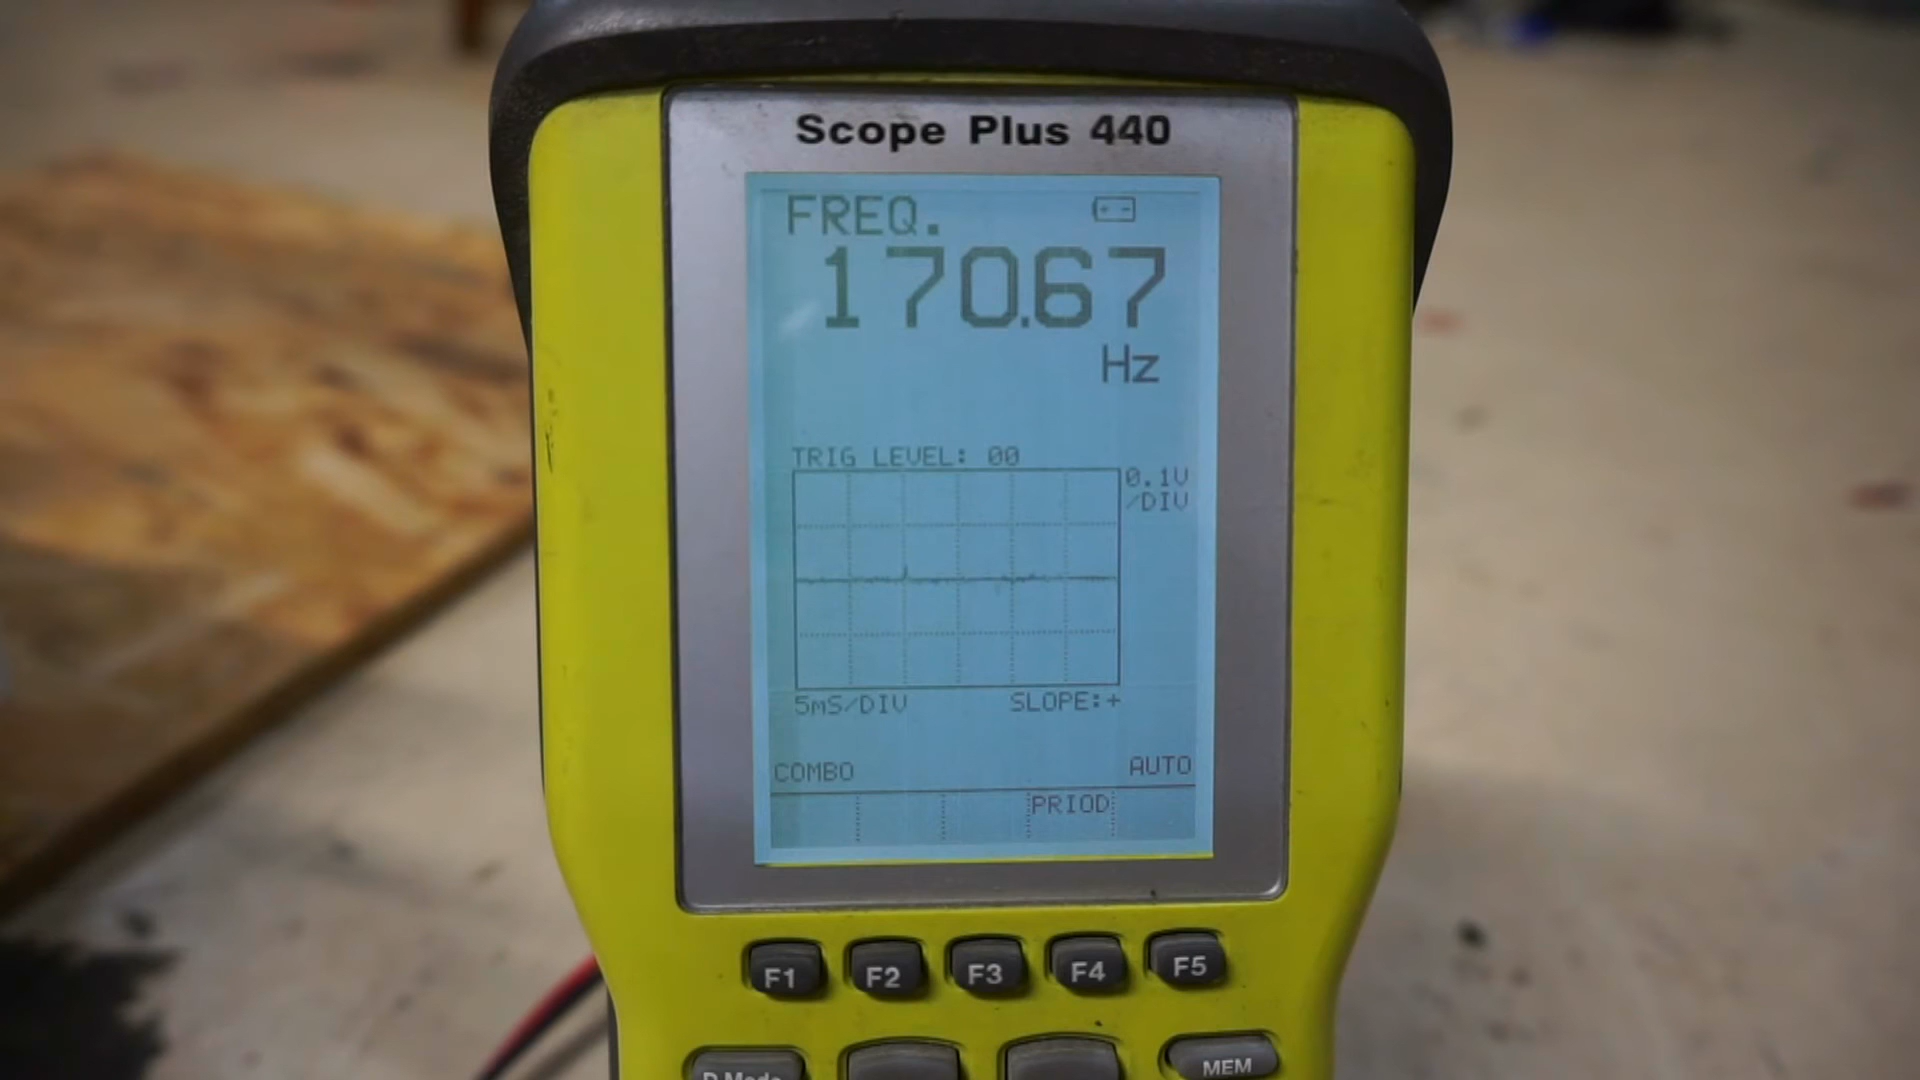 Scope Plus 440
FREQ.
170.67
Hz
TRIG LEVEL: 00
0.1V
/DIV
5mS/DIV SLOPE:+
COMBO AUTO
PRIOD
F1 F2 F3 F4 F5
MEM